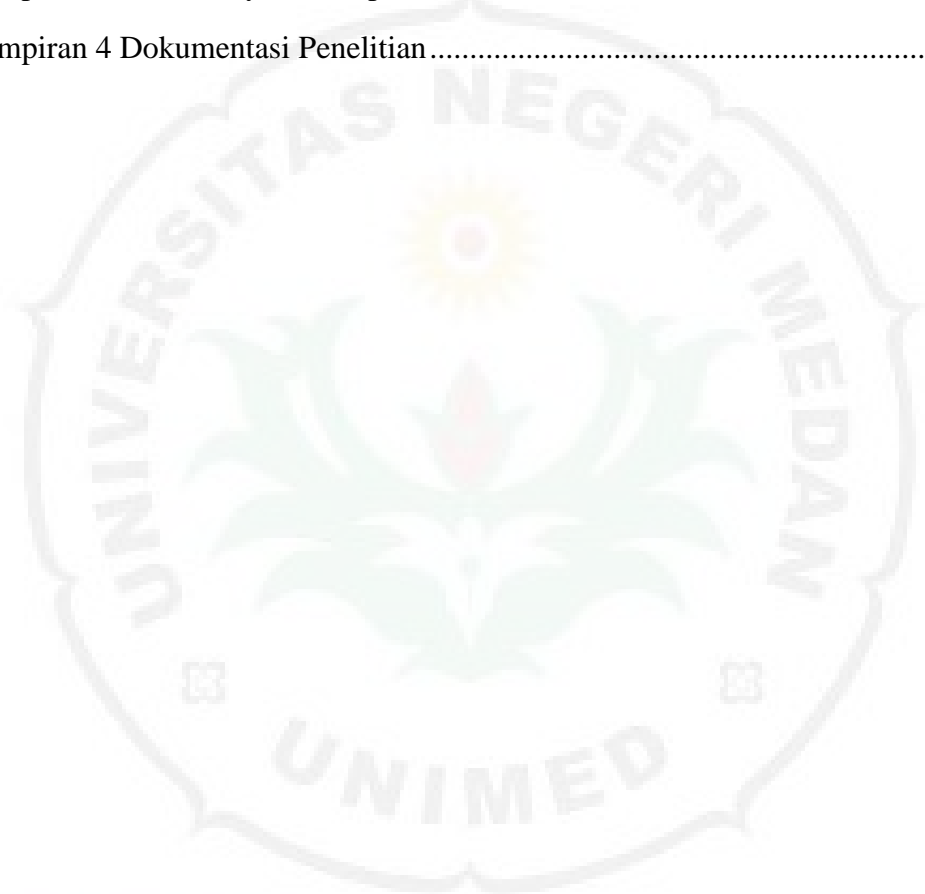 mpiran 4 Dokumentasi Penelitian......................................................................
UNIVERSITAS NEGERI MEDAN
UNIMED